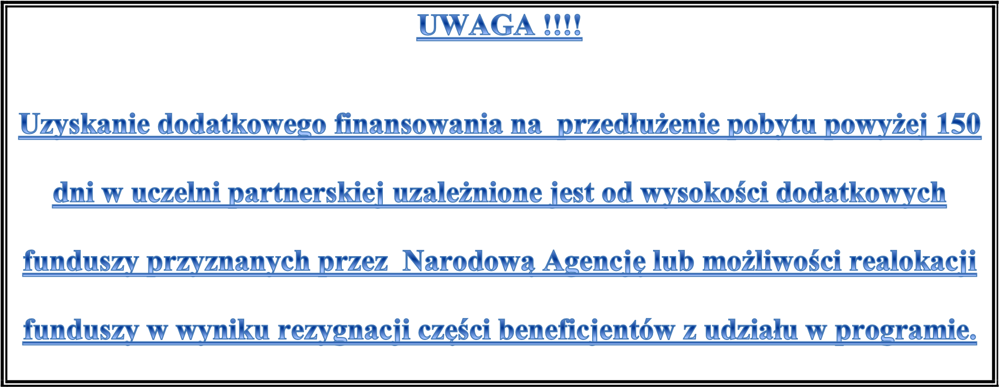 UWAGA !!!!
Uzyskanie dodatkowego finansowania na  przedłużenie pobytu powyżej 150
dni w uczelni partnerskiej uzależnione jest od wysokości dodatkowych
funduszy przyznanych przez  Narodową Agencję lub możliwości realokacji
funduszy w wyniku rezygnacji części beneficjentów z udziału w programie.